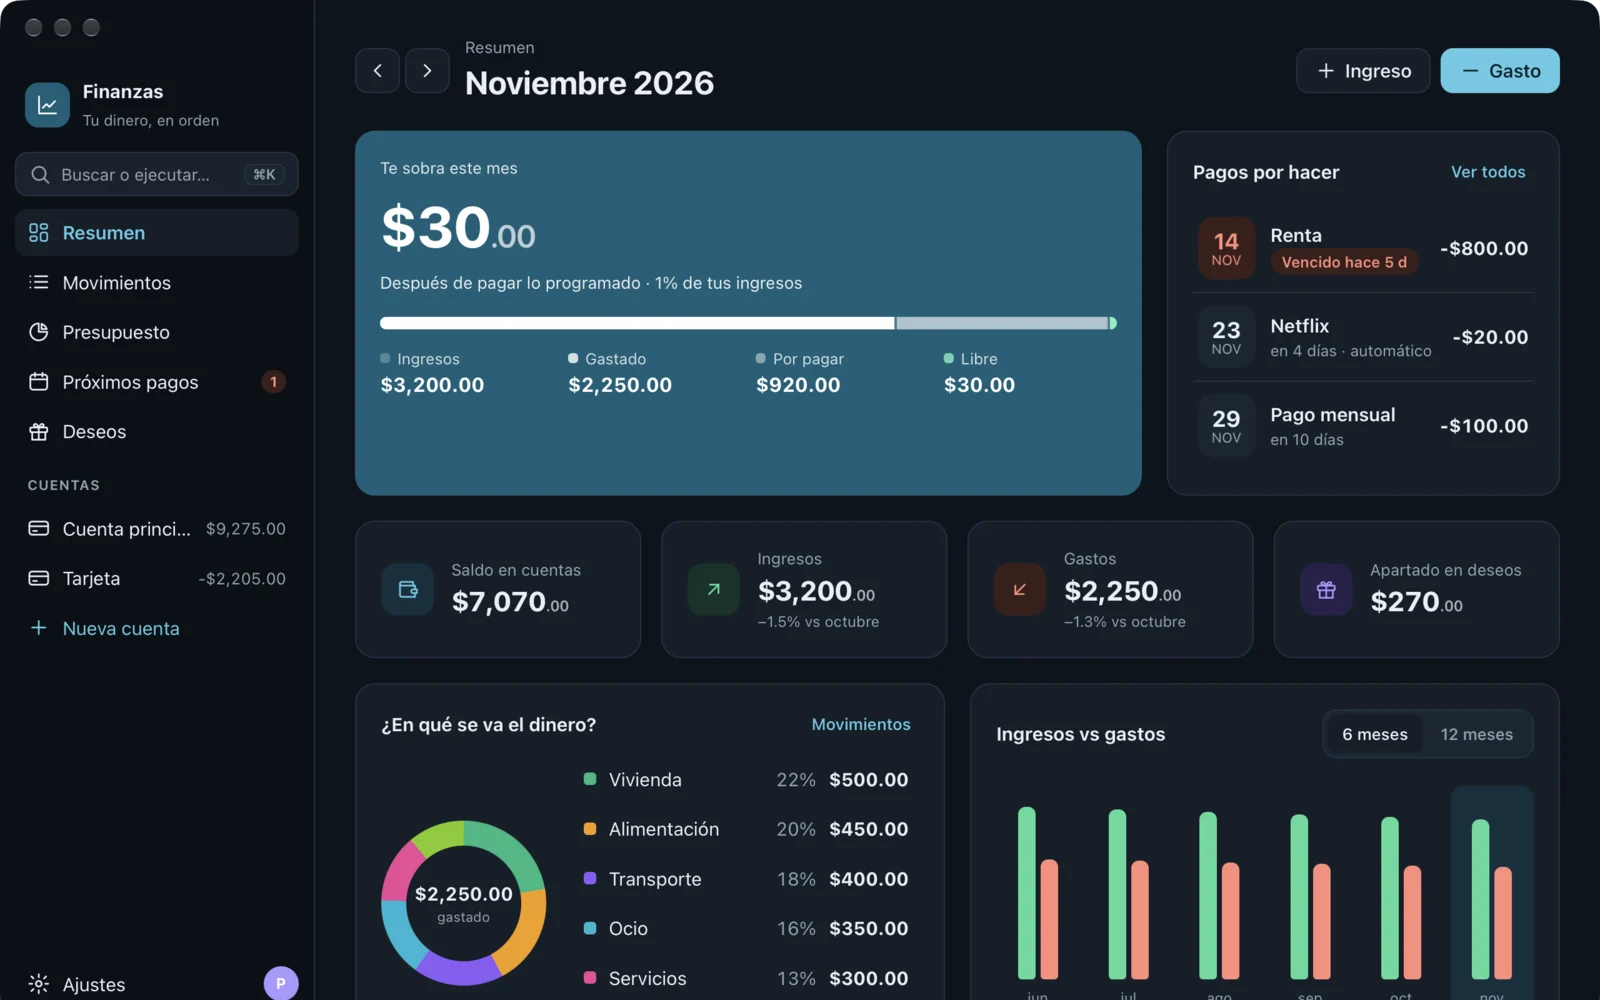 Finanzas
Tu dinero, en orden
Buscar o ejecutar...
⌘K
Resumen
Movimientos
Presupuesto
Próximos pagos
1
Deseos
CUENTAS
Cuenta princi...
$9,275.00
Tarjeta
-$2,205.00
+ Nueva cuenta
Ajustes
P
Resumen
Noviembre 2026
+ Ingreso
— Gasto
Te sobra este mes
$30.00
Después de pagar lo programado · 1% de tus ingresos
Ingresos
$3,200.00
Gastado
$2,250.00
Por pagar
$920.00
Libre
$30.00
Pagos por hacer
Ver todos
14
NOV
Renta
Vencido hace 5 d
-$800.00
23
NOV
Netflix
en 4 días · automático
-$20.00
29
NOV
Pago mensual
en 10 días
-$100.00
Saldo en cuentas
$7,070.00
Ingresos
$3,200.00
−1.5% vs octubre
Gastos
$2,250.00
−1.3% vs octubre
Apartado en deseos
$270.00
¿En qué se va el dinero?
Movimientos
$2,250.00
gastado
Vivienda 22% $500.00
Alimentación 20% $450.00
Transporte 18% $400.00
Ocio 16% $350.00
Servicios 13% $300.00
Ingresos vs gastos
6 meses
12 meses
jun jul ago sep oct nov